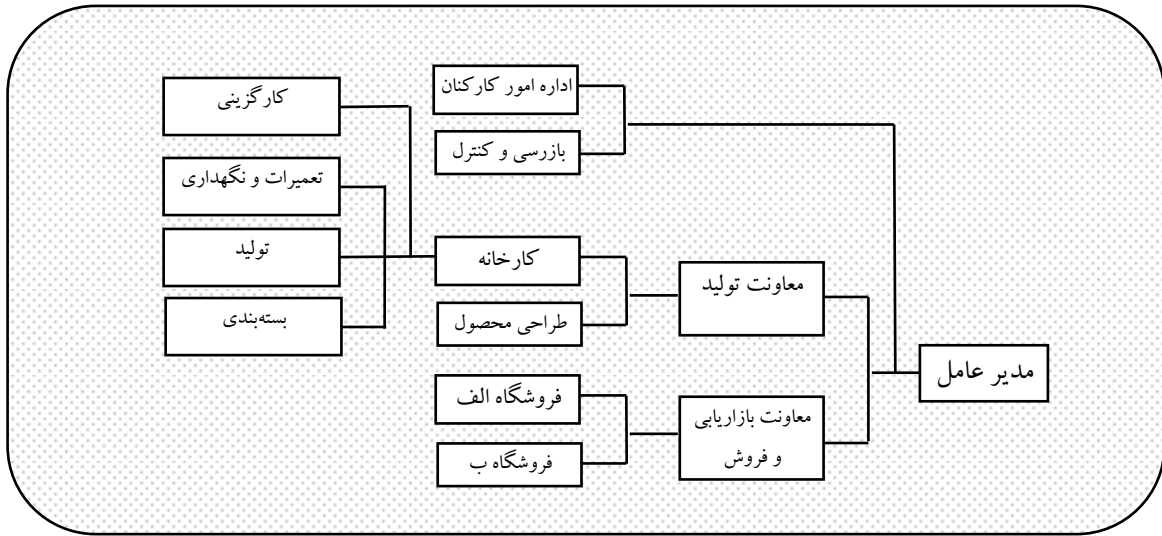 اداره امور کارکنان
کارگزینی
بازرسی و کنترل
تعمیرات و نگهداری
کارخانه
تولید
معاونت تولید
طراحی محصول
بسته‌بندی
مدیر عامل
فروشگاه الف
معاونت بازاریابی
و فروش
فروشگاه ب